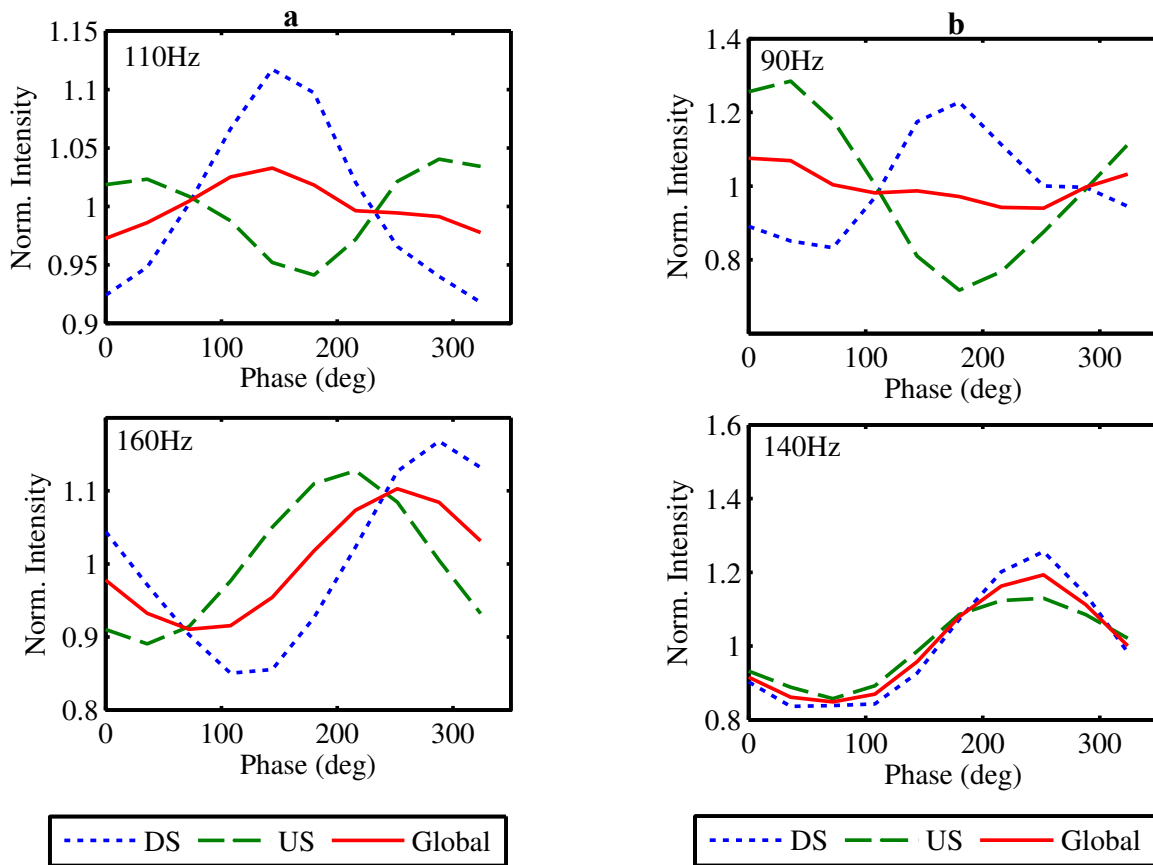 a
110Hz
Norm. Intensity
1.15
1.1
1.05
1
0.95
0.9
0 100 200 300
Phase (deg)
b
90Hz
Norm. Intensity
1.4
1.2
1
0.8
0 100 200 300
Phase (deg)
160Hz
Norm. Intensity
1.1
1
0.9
0.8
0 100 200 300
Phase (deg)
140Hz
Norm. Intensity
1.6
1.4
1.2
1
0.8
0 100 200 300
Phase (deg)
DS US Global
DS US Global